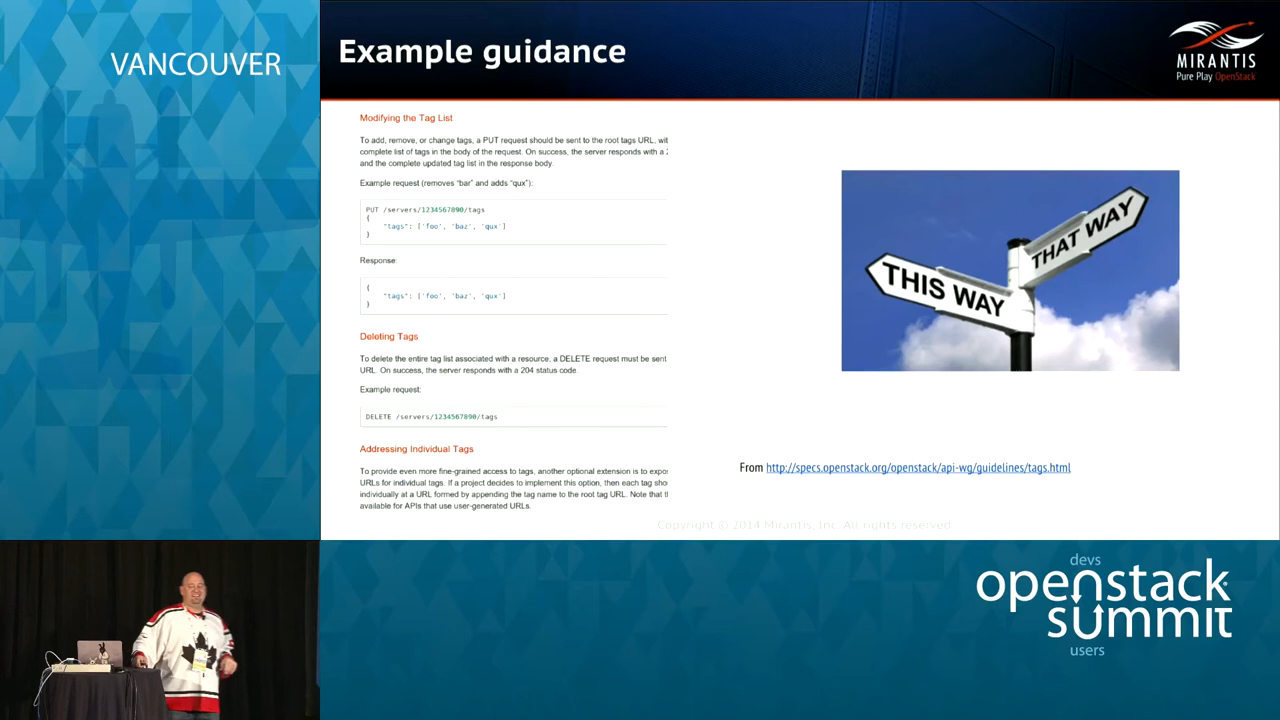 VANCOUVER
Example guidance
MIRANTIS
Pure Play OpenStack
Modifying the Tag List
To add, remove, or change tags, a PUT request should be sent to the root tags URL, wit
complete list of tags in the body of the request. On success, the server responds with a 2
and the complete updated tag list in the response body.
Example request (removes “bar” and adds “qux”):
PUT /servers/1234567890/tags
{
"tags": ['foo', 'baz', 'qux']
}
Response:
{
"tags": ['foo', 'baz', 'qux']
}
Deleting Tags
To delete the entire tag list associated with a resource, a DELETE request must be sent
URL. On success, the server responds with a 204 status code
Example request:
DELETE /servers/1234567890/tags
Addressing Individual Tags
To provide even more fine-grained access to tags, another optional extension is to expo
URLs for individual tags. If a project decides to implement this option, then each tag sho
individually at a URL formed by appending the tag name to the root tag URL. Note that t
available for APIs that use user-generated URLs.
THIS WAY
THAT WAY
From http://specs.openstack.org/openstack/api-wg/guidelines/tags.html
Copyright © 2014 Mirantis, Inc. All rights reserved
devs
openstack
summit
users